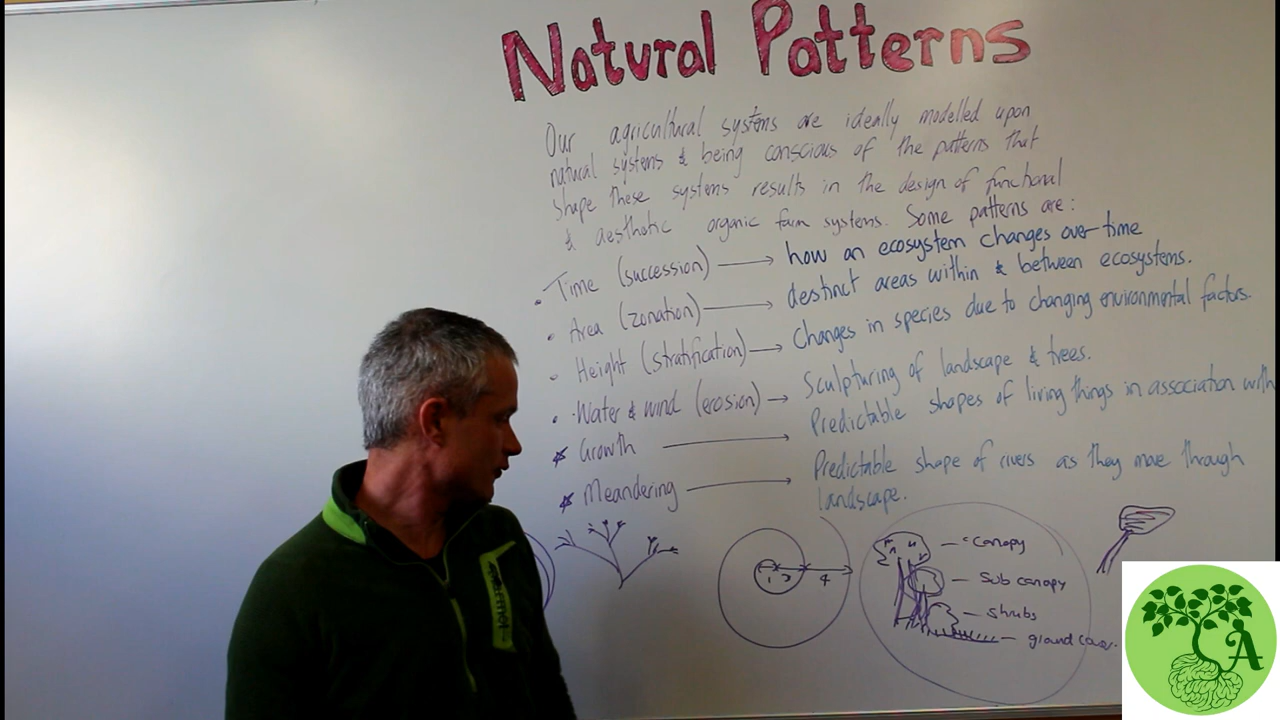 Natural Patterns
Our agricultural systems are ideally modelled upon
natural systems & being conscious of the patterns that
shape these systems results in the design of functional
& aesthetic organic farm systems. Some patterns are:
• Time (succession) → how an ecosystem changes over time
• Area (zonation) → destinct areas within & between ecosystems.
• Height (stratification) → Changes in species due to changing environmental factors.
• Water & wind (erosion) → Sculpturing of landscape & trees.
* Growth → Predictable shapes of living things in association with
* Meandering → Predictable shape of rivers as they move through
landscape.
1 2 4
Canopy
Sub canopy
shrubs
ground cover.
A